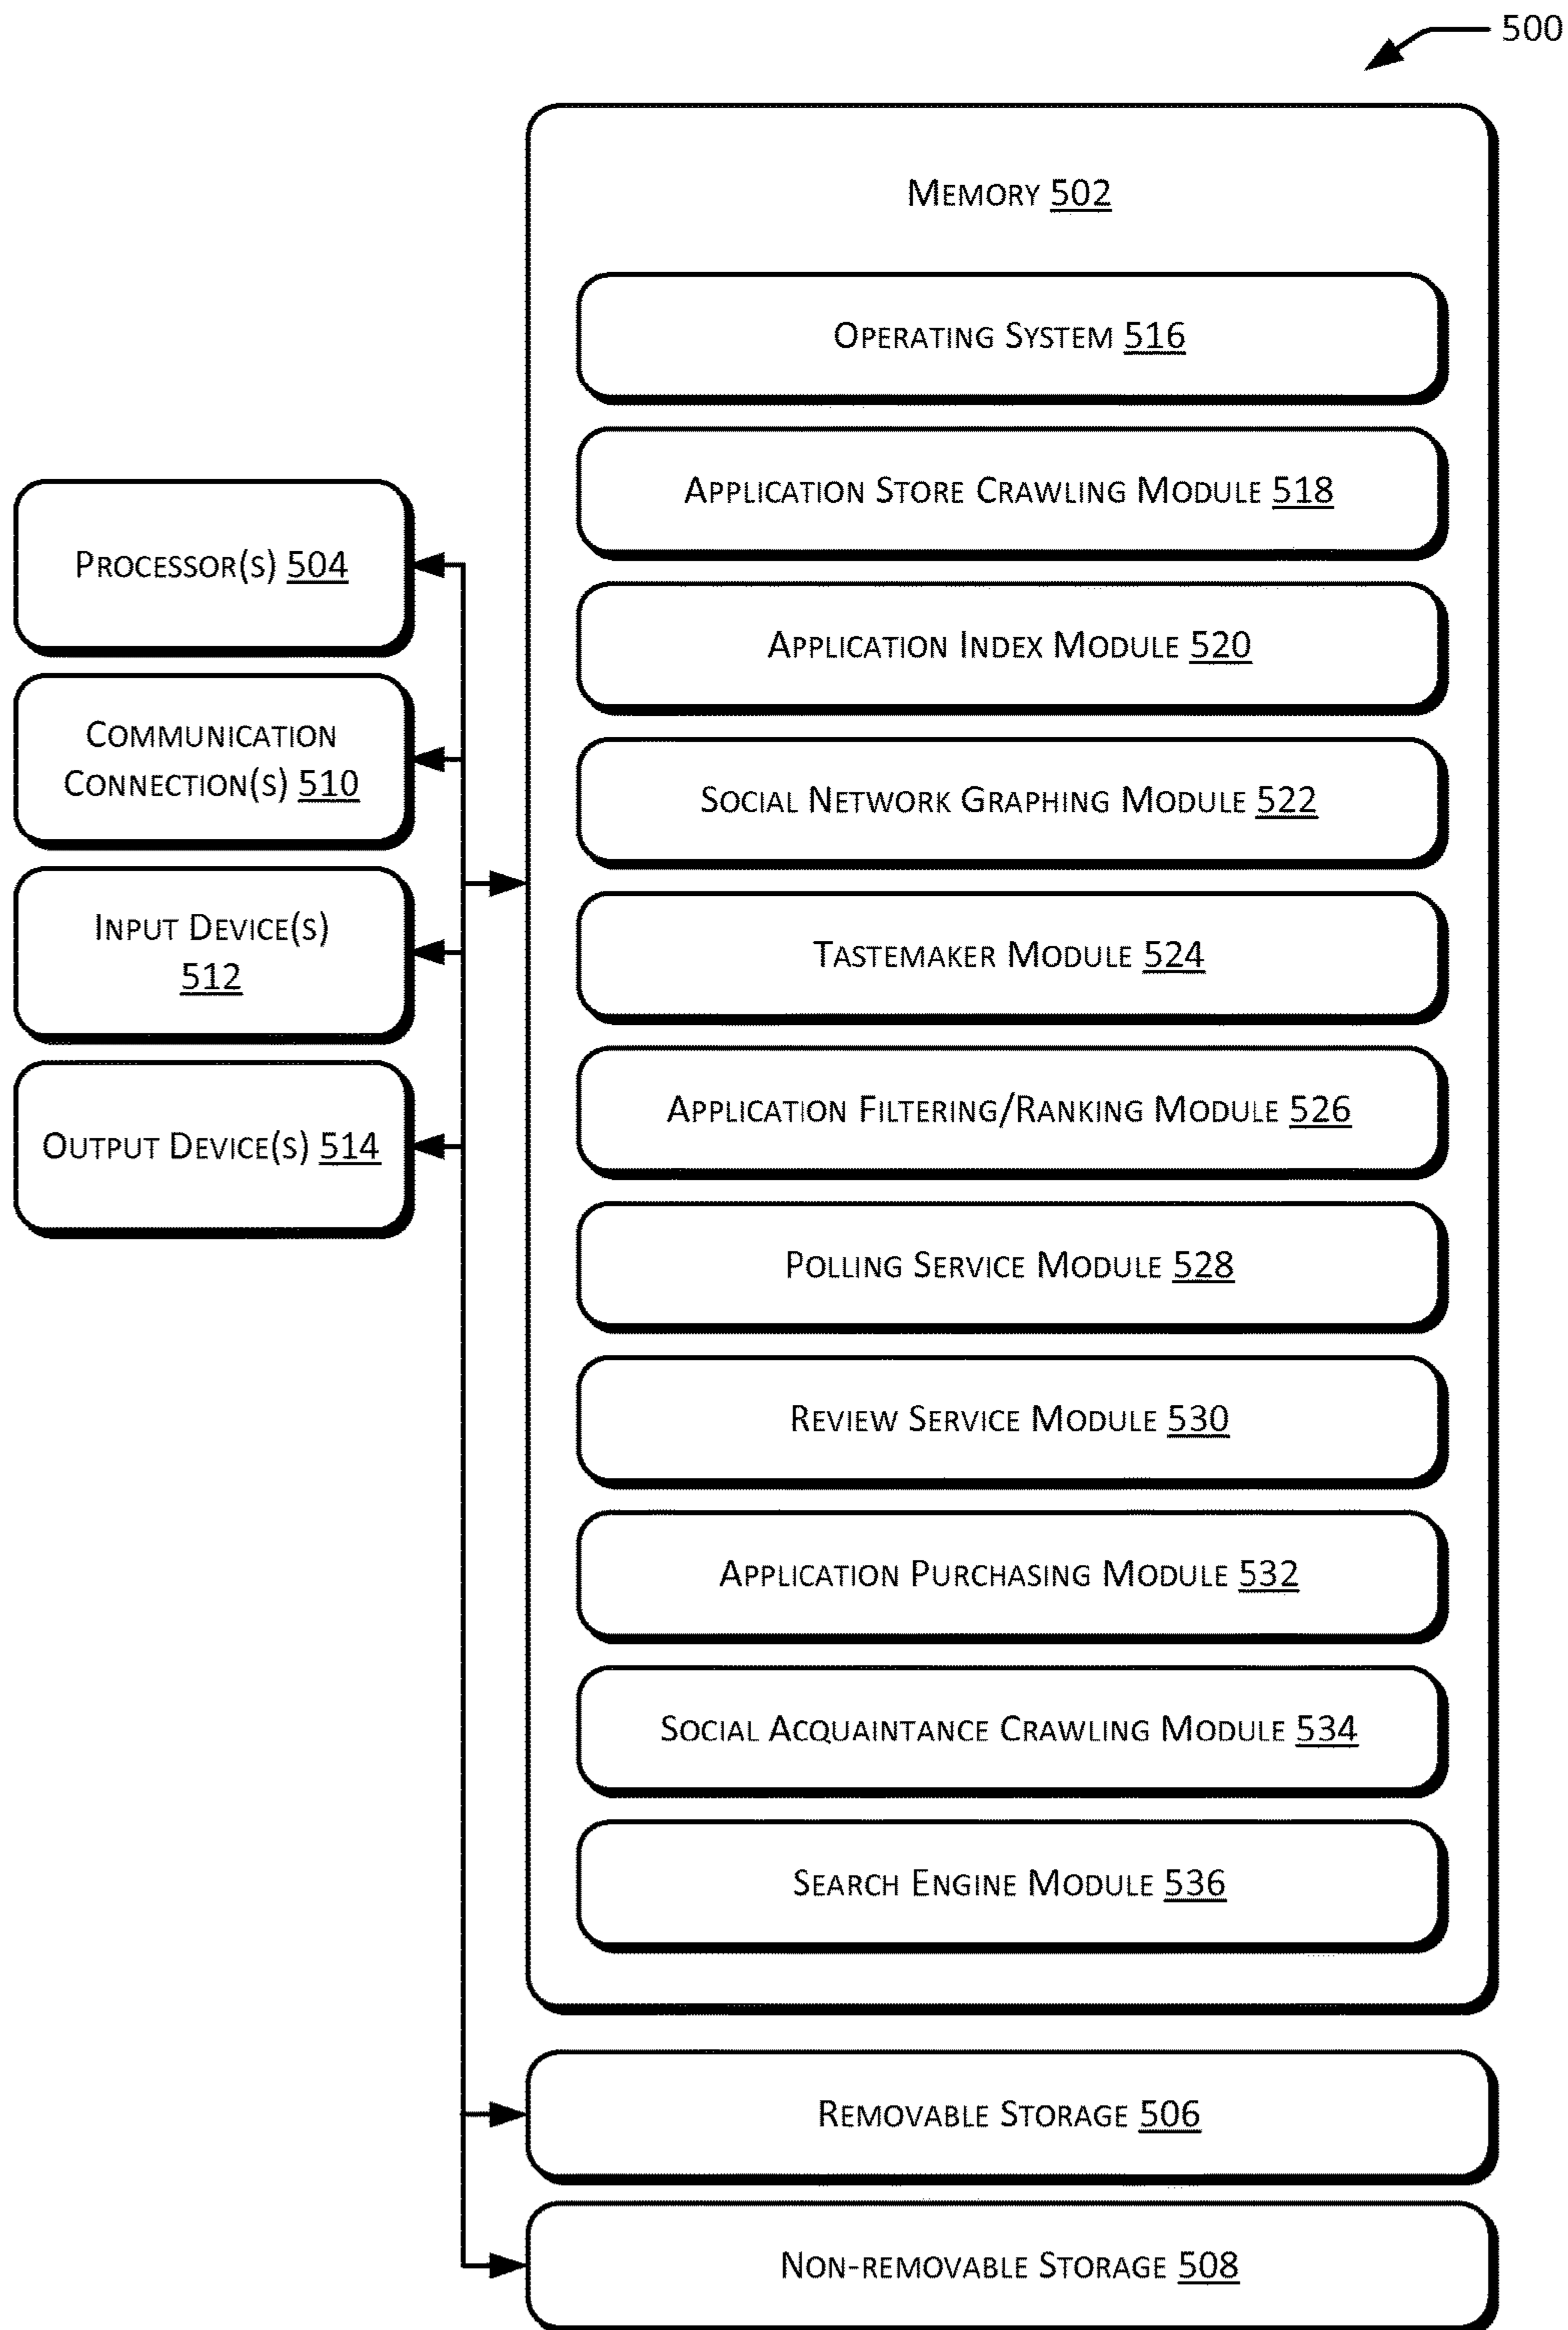 500
MEMORY 502
OPERATING SYSTEM 516
APPLICATION STORE CRAWLING MODULE 518
APPLICATION INDEX MODULE 520
SOCIAL NETWORK GRAPHING MODULE 522
TASTEMAKER MODULE 524
APPLICATION FILTERING/RANKING MODULE 526
POLLING SERVICE MODULE 528
REVIEW SERVICE MODULE 530
APPLICATION PURCHASING MODULE 532
SOCIAL ACQUAINTANCE CRAWLING MODULE 534
SEARCH ENGINE MODULE 536
PROCESSOR(S) 504
COMMUNICATION
CONNECTION(S) 510
INPUT DEVICE(S)
512
OUTPUT DEVICE(S) 514
REMOVABLE STORAGE 506
NON-REMOVABLE STORAGE 508